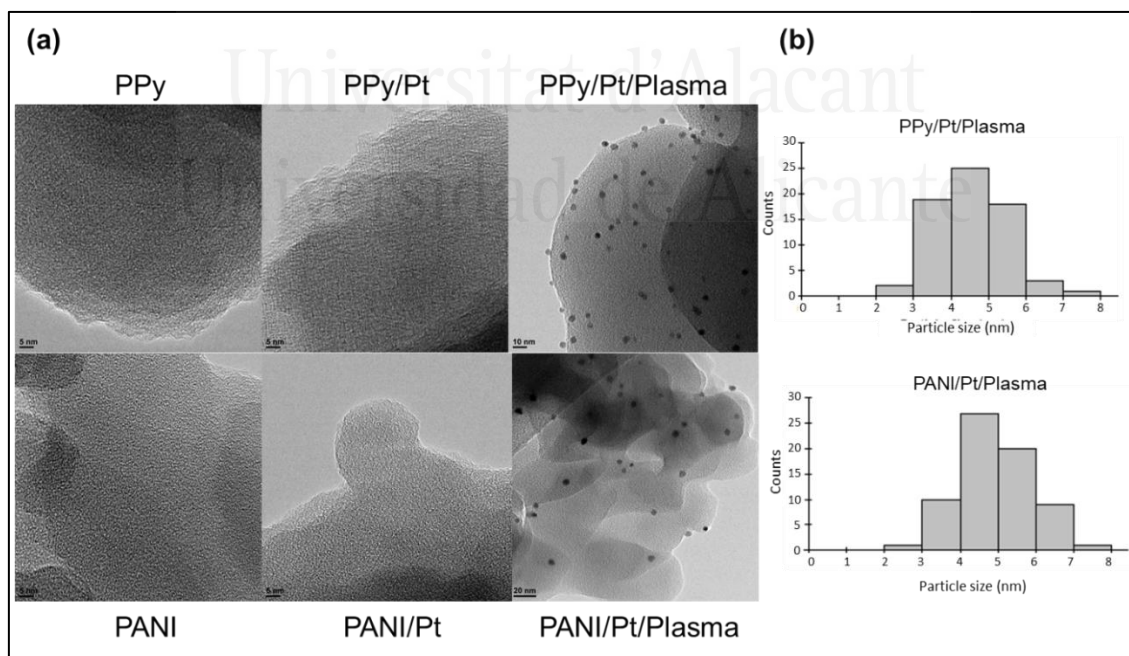 (a)
(b)
Universitat d'Alacant
Universidad de Alicante
PPy
PPy/Pt
PPy/Pt/Plasma
5 nm
5 nm
10 nm
5 nm
5 nm
20 nm
PANI
PANI/Pt
PANI/Pt/Plasma
PPy/Pt/Plasma
Counts
30
25
20
15
10
5
0
0 1 2 3 4 5 6 7 8
Particle size (nm)
PANI/Pt/Plasma
Counts
30
25
20
15
10
5
0
0 1 2 3 4 5 6 7 8
Particle size (nm)